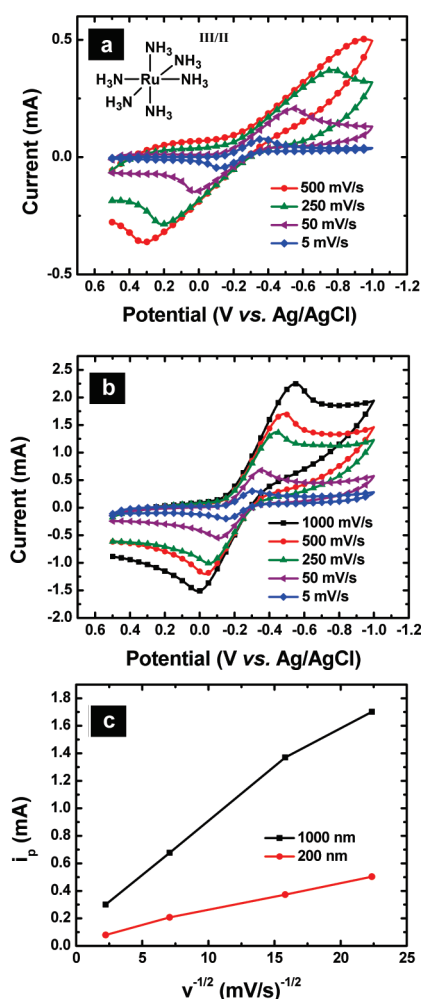 a
III/II
NH3
H3N
NH3
Ru
H3N
NH3
H3N
NH3
0.5
0.0
-0.5
Current (mA)
500 mV/s
250 mV/s
50 mV/s
5 mV/s
0.6 0.4 0.2 0.0 -0.2 -0.4 -0.6 -0.8 -1.0 -1.2
Potential (V vs. Ag/AgCl)
b
2.5
2.0
1.5
1.0
0.5
0.0
-0.5
-1.0
-1.5
-2.0
Current (mA)
1000 mV/s
500 mV/s
250 mV/s
50 mV/s
5 mV/s
0.6 0.4 0.2 0.0 -0.2 -0.4 -0.6 -0.8 -1.0 -1.2
Potential (V vs. Ag/AgCl)
c
1.8
1.6
1.4
1.2
1.0
0.8
0.6
0.4
0.2
0.0
ip (mA)
1000 nm
200 nm
0 5 10 15 20 25
v-1/2 (mV/s)-1/2